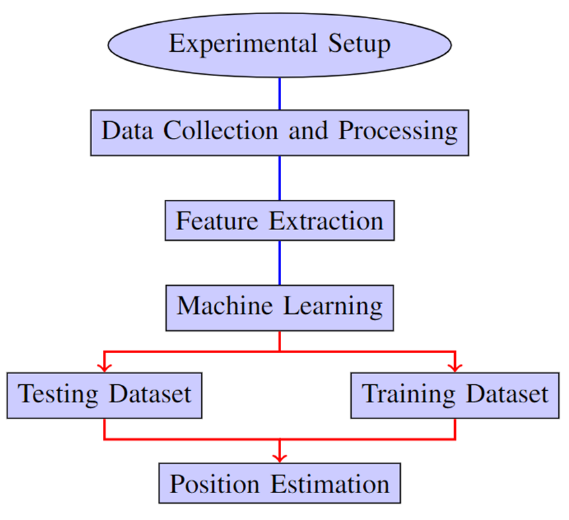 Experimental Setup
Data Collection and Processing
Feature Extraction
Machine Learning
Testing Dataset
Training Dataset
Position Estimation